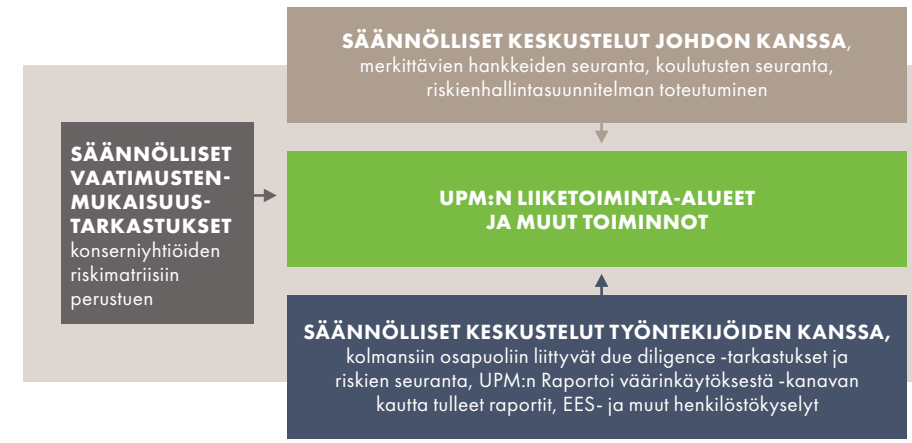 SÄÄNNÖLLISET KESKUSTELUT JOHDON KANSSA,
merkittävien hankkeiden seuranta, koulutusten seuranta,
riskienhallintasuunnitelman toteutuminen
SÄÄNNÖLLISET
VAATIMUSTEN-
MUKAISUUS-
TARKASTUKSET
konserniyhtiöiden
riskimatriisiin
perustuen
UPM:N LIIKETOIMINTA-ALUEET
JA MUUT TOIMINNOT
SÄÄNNÖLLISET KESKUSTELUT TYÖNTEKIJÖIDEN KANSSA,
kolmansiin osapuoliin liittyvät due diligence -tarkastukset ja
riskien seuranta, UPM:n Raportoi väärinkäytöksestä -kanavan
kautta tulleet raportit, EES- ja muut henkilöstökyselyt